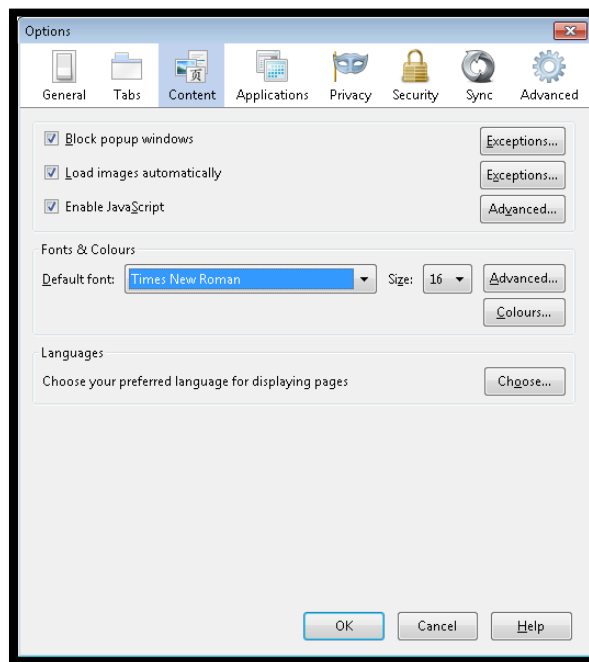 Options
General Tabs Content Applications Privacy Security Sync Advanced
Block popup windows Exceptions...
Load images automatically Exceptions...
Enable JavaScript Advanced...
Fonts & Colours
Default font: Times New Roman Size: 16 Advanced...
Colours...
Languages
Choose your preferred language for displaying pages Choose...
OK Cancel Help